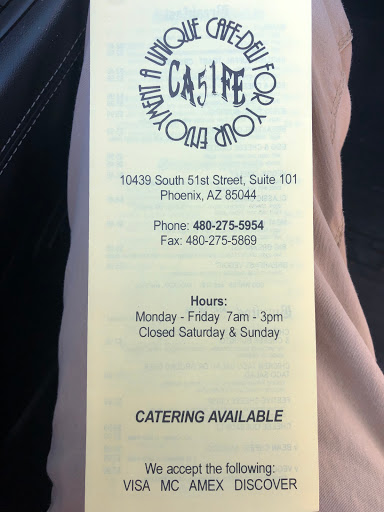 A UNIQUE CAFE-DELI FOR YOUR ENJOYMENT
CA51FE
10439 South 51st Street, Suite 101
Phoenix, AZ 85044
Phone: 480-275-5954
Fax: 480-275-5869
Hours:
Monday - Friday 7am - 3pm
Closed Saturday & Sunday
CATERING AVAILABLE
We accept the following:
VISA MC AMEX DISCOVER